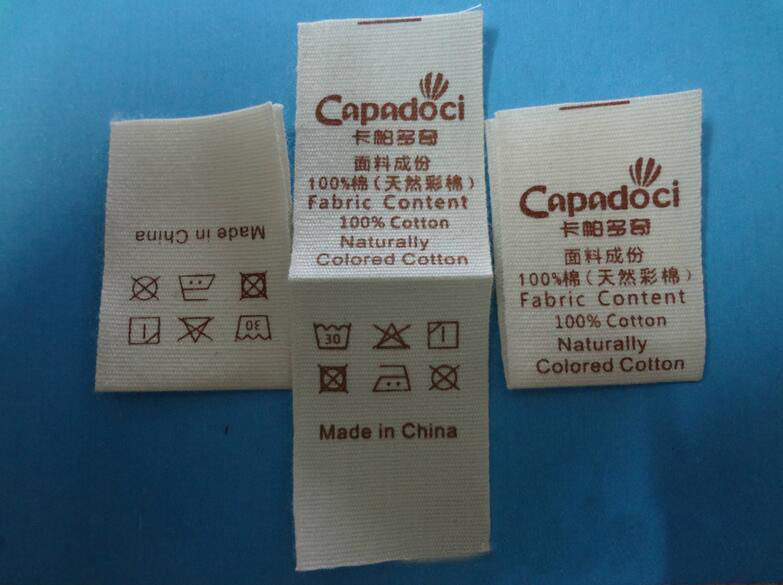 Made in China
30
Capadoci
卡帕多奇
面料成份
100%棉(天然彩棉)
Fabric Content
100% Cotton
Naturally
Colored Cotton
30
Made in China
Capadoci
卡帕多奇
面料成份
100%棉(天然彩棉)
Fabric Content
100% Cotton
Naturally
Colored Cotton